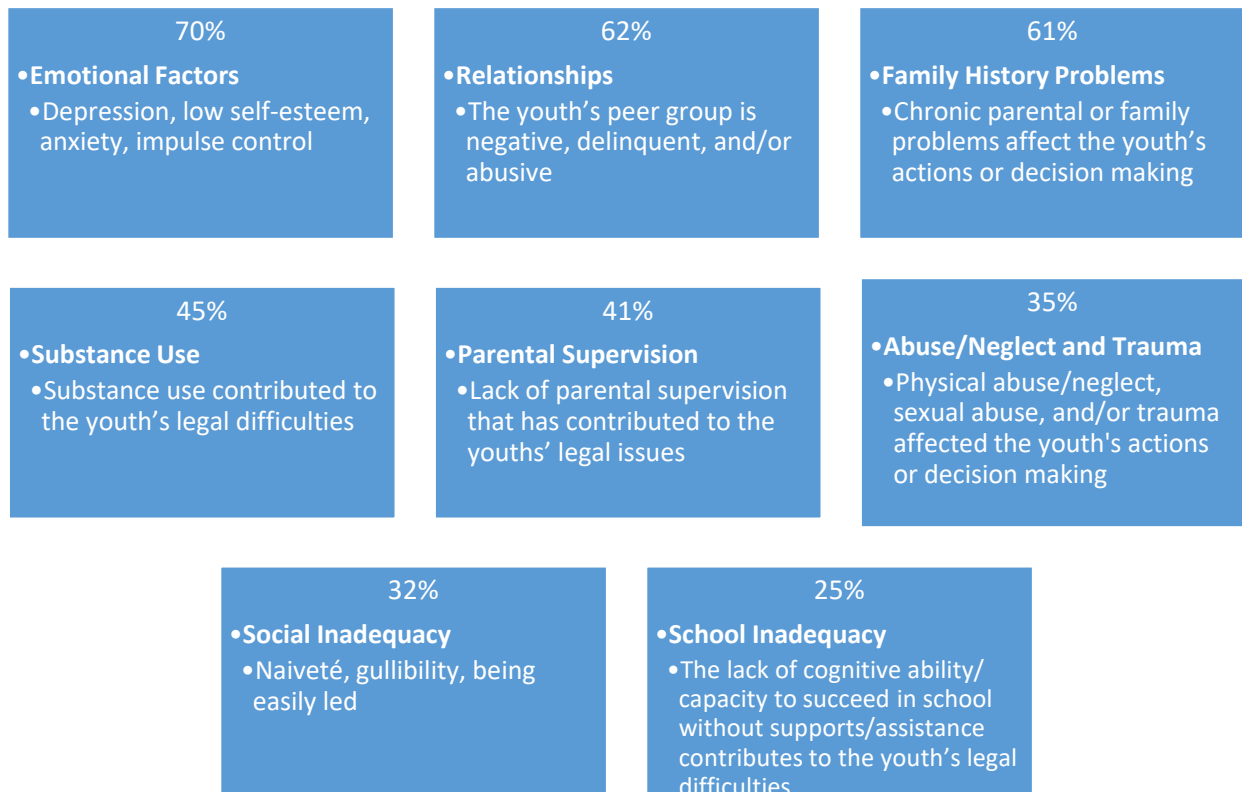 70%
•Emotional Factors
•Depression, low self-esteem,
anxiety, impulse control
62%
•Relationships
•The youth’s peer group is
negative, delinquent, and/or
abusive
61%
•Family History Problems
•Chronic parental or family
problems affect the youth’s
actions or decision making
45%
•Substance Use
•Substance use contributed to
the youth’s legal difficulties
41%
•Parental Supervision
•Lack of parental supervision
that has contributed to the
youths’ legal issues
35%
•Abuse/Neglect and Trauma
•Physical abuse/neglect,
sexual abuse, and/or trauma
affected the youth's actions
or decision making
32%
•Social Inadequacy
•Naiveté, gullibility, being
easily led
25%
•School Inadequacy
•The lack of cognitive ability/
capacity to succeed in school
without supports/assistance
contributes to the youth’s legal
difficulties